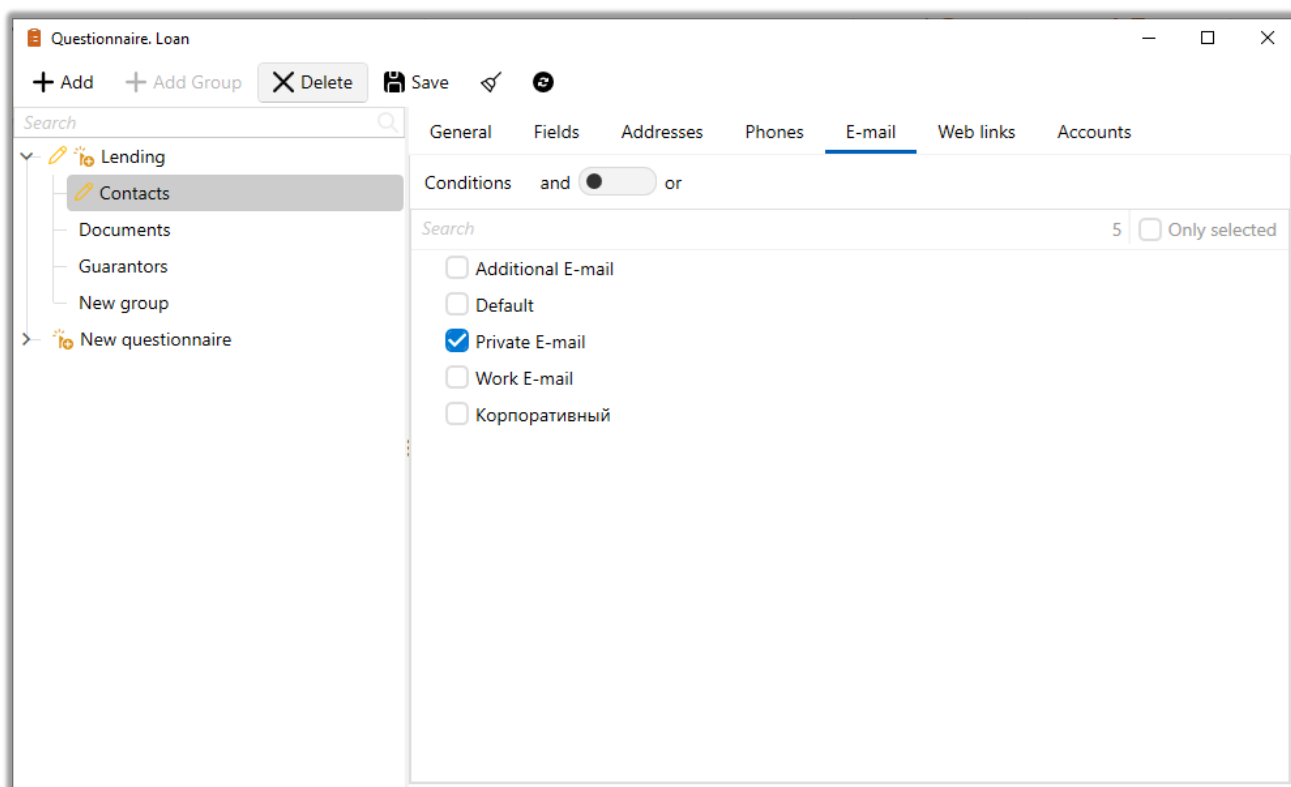 Questionnaire. Loan
Add Add Group Delete Save
Search
General Fields Addresses Phones E-mail Web links Accounts
Lending
Contacts
Documents
Guarantors
New group
New questionnaire
Conditions and or
Search 5 Only selected
Additional E-mail
Default
Private E-mail
Work E-mail
Корпоративный